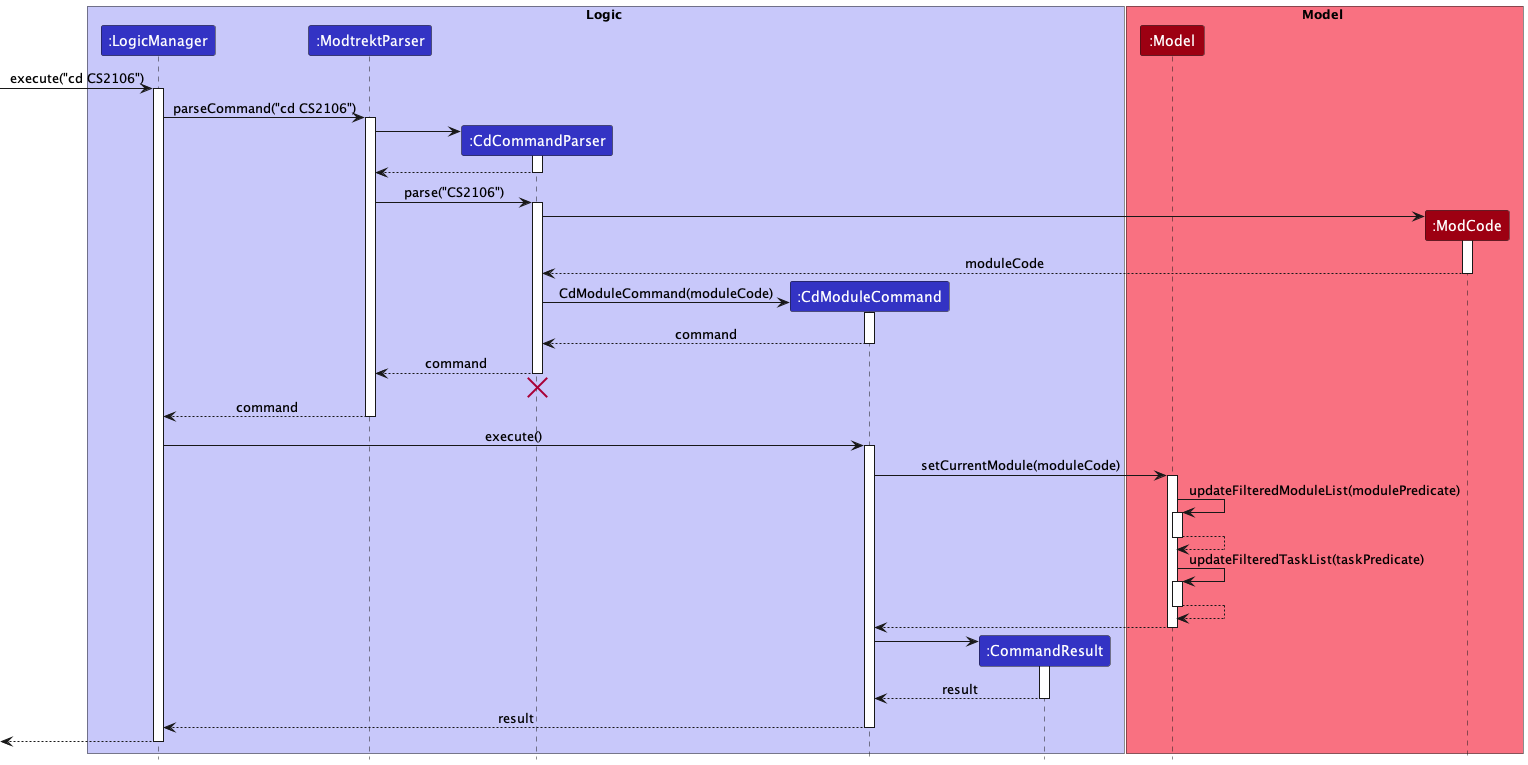 Logic
Model
:LogicManager
:ModtrektParser
:Model
execute("cd CS2106")
parseCommand("cd CS2106")
:CdCommandParser
parse("CS2106")
:ModCode
moduleCode
CdModuleCommand(moduleCode)
:CdModuleCommand
command
command
command
execute()
setCurrentModule(moduleCode)
updateFilteredModuleList(modulePredicate)
updateFilteredTaskList(taskPredicate)
:CommandResult
result
result